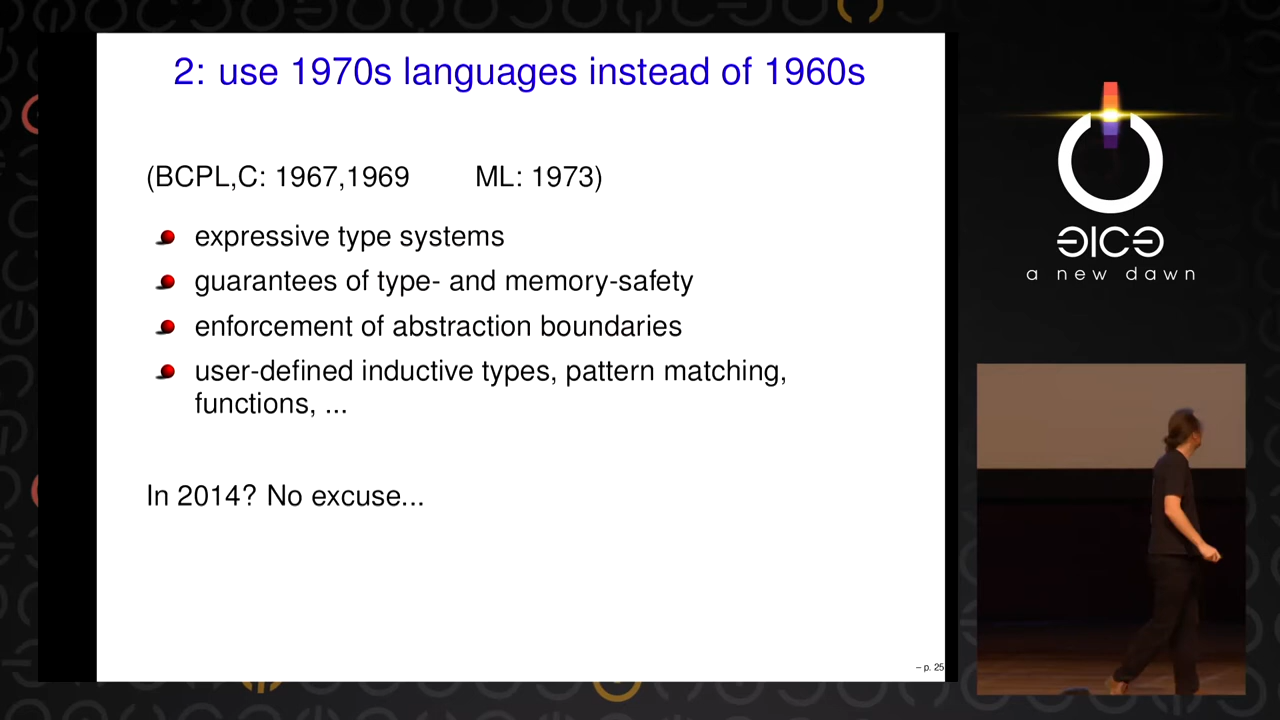 2: use 1970s languages instead of 1960s
(BCPL,C: 1967,1969 ML: 1973)
expressive type systems
guarantees of type- and memory-safety
enforcement of abstraction boundaries
user-defined inductive types, pattern matching,
functions, ...
In 2014? No excuse...
– p. 25
ǝıcǝ
a new dawn